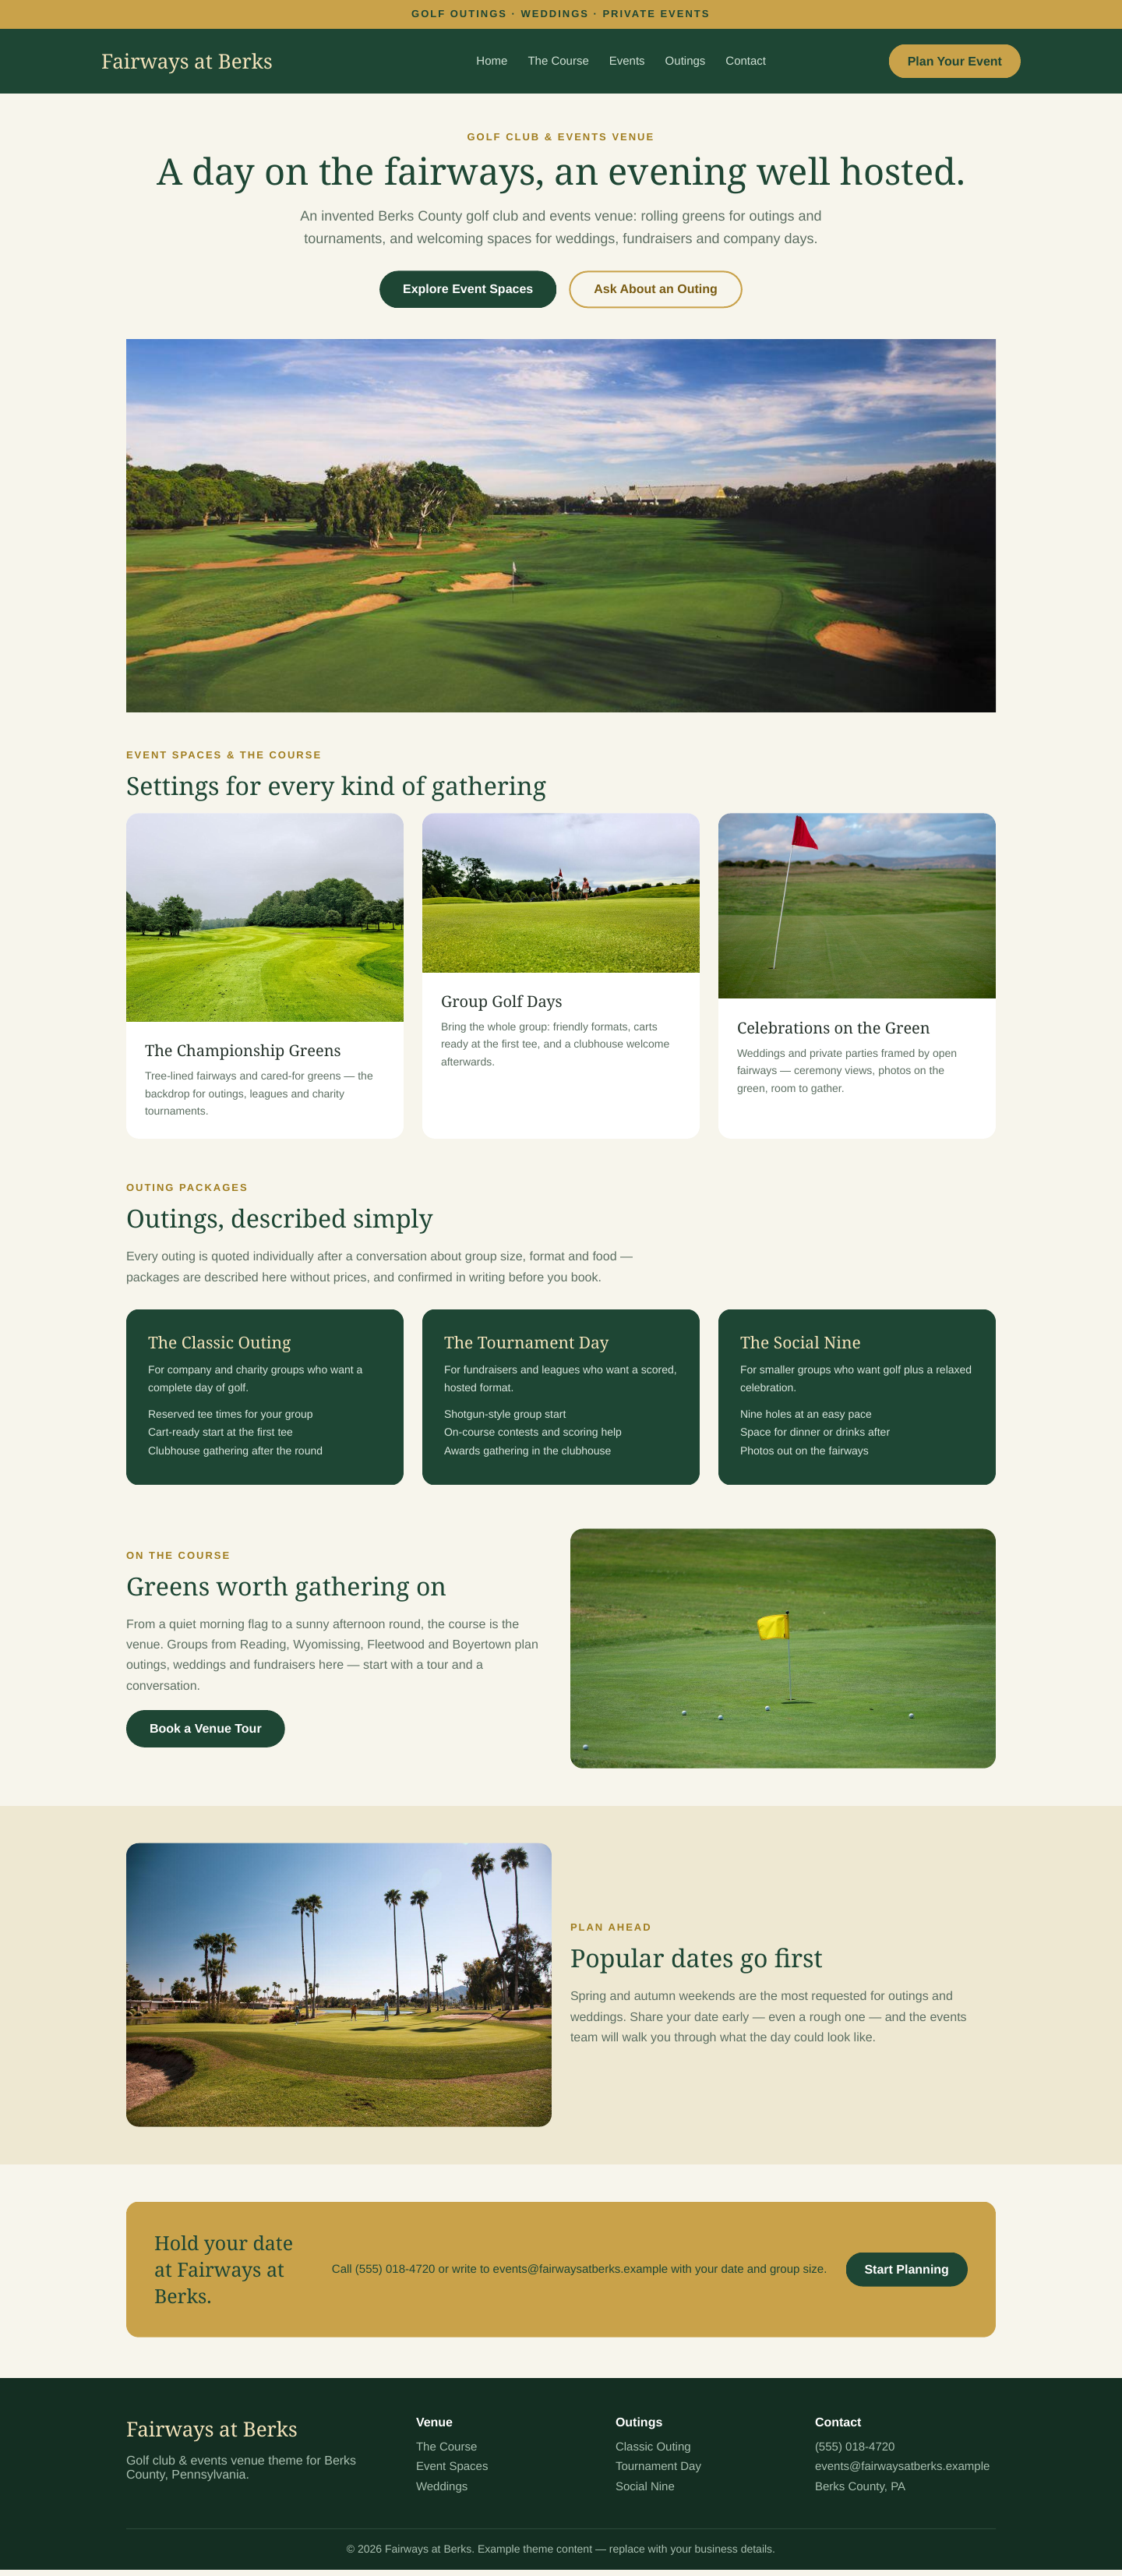 GOLF OUTINGS · WEDDINGS · PRIVATE EVENTS
Fairways at Berks
Home
The Course
Events
Outings
Contact
Plan Your Event
GOLF CLUB & EVENTS VENUE
A day on the fairways, an evening well hosted.
An invented Berks County golf club and events venue: rolling greens for outings and
tournaments, and welcoming spaces for weddings, fundraisers and company days.
Explore Event Spaces
Ask About an Outing
EVENT SPACES & THE COURSE
Settings for every kind of gathering
The Championship Greens
Tree-lined fairways and cared-for greens — the
backdrop for outings, leagues and charity
tournaments.
Group Golf Days
Bring the whole group: friendly formats, carts
ready at the first tee, and a clubhouse welcome
afterwards.
Celebrations on the Green
Weddings and private parties framed by open
fairways — ceremony views, photos on the
green, room to gather.
OUTING PACKAGES
Outings, described simply
Every outing is quoted individually after a conversation about group size, format and food —
packages are described here without prices, and confirmed in writing before you book.
The Classic Outing
For company and charity groups who want a
complete day of golf.
Reserved tee times for your group
Cart-ready start at the first tee
Clubhouse gathering after the round
The Tournament Day
For fundraisers and leagues who want a scored,
hosted format.
Shotgun-style group start
On-course contests and scoring help
Awards gathering in the clubhouse
The Social Nine
For smaller groups who want golf plus a relaxed
celebration.
Nine holes at an easy pace
Space for dinner or drinks after
Photos out on the fairways
ON THE COURSE
Greens worth gathering on
From a quiet morning flag to a sunny afternoon round, the course is the
venue. Groups from Reading, Wyomissing, Fleetwood and Boyertown plan
outings, weddings and fundraisers here — start with a tour and a
conversation.
Book a Venue Tour
PLAN AHEAD
Popular dates go first
Spring and autumn weekends are the most requested for outings and
weddings. Share your date early — even a rough one — and the events
team will walk you through what the day could look like.
Hold your date
at Fairways at
Berks.
Call (555) 018-4720 or write to events@fairwaysatberks.example with your date and group size.
Start Planning
Fairways at Berks
Golf club & events venue theme for Berks
County, Pennsylvania.
Venue
The Course
Event Spaces
Weddings
Outings
Classic Outing
Tournament Day
Social Nine
Contact
(555) 018-4720
events@fairwaysatberks.example
Berks County, PA
© 2026 Fairways at Berks. Example theme content — replace with your business details.